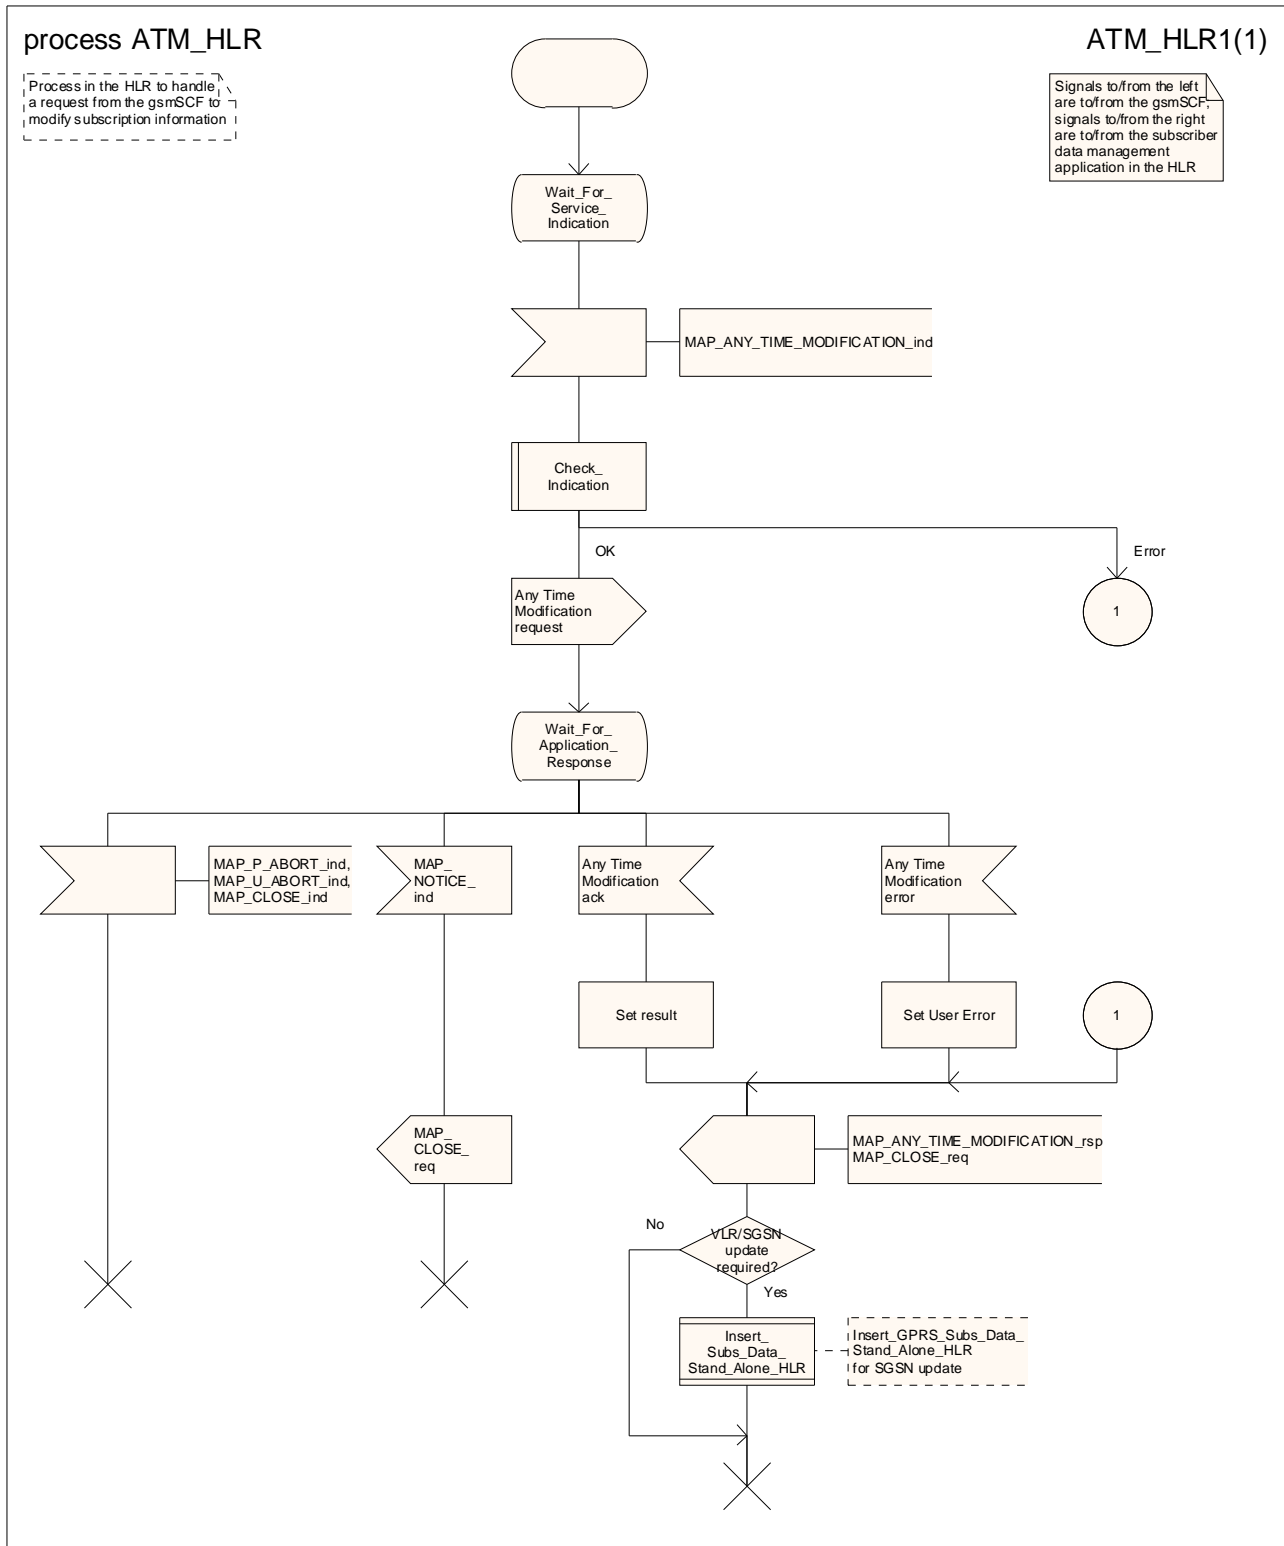 process ATM_HLR
ATM_HLR1(1)
Process in the HLR to handle
a request from the gsmSCF to
modify subscription information
Signals to/from the left
are to/from the gsmSCF;
signals to/from the right
are to/from the subscriber
data management
application in the HLR
Wait_For_
Service_
Indication
MAP_ANY_TIME_MODIFICATION_ind
Check_
Indication
OK
Error
Any Time
Modification
request
1
Wait_For_
Application_
Response
MAP_P_ABORT_ind,
MAP_U_ABORT_ind,
MAP_CLOSE_ind
MAP_
NOTICE_
ind
Any Time
Modification
ack
Any Time
Modification
error
Set result
Set User Error
1
MAP_
CLOSE_
req
MAP_ANY_TIME_MODIFICATION_rsp
MAP_CLOSE_req
No
VLR/SGSN
update
required?
Yes
Insert_
Subs_Data_
Stand_Alone_HLR
Insert_GPRS_Subs_Data_
Stand_Alone_HLR
for SGSN update